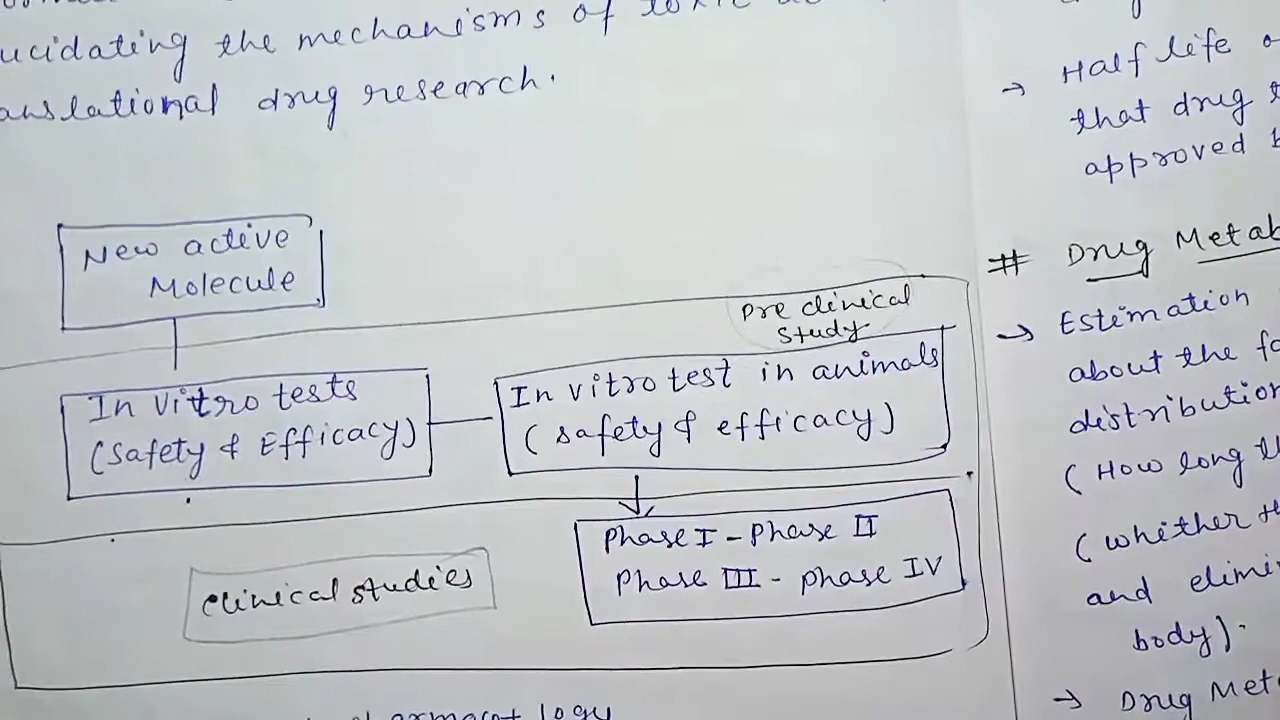 ucidating the mechanisms of
anslational drug research.
New active
Molecule
Pre clinical
study
In vitro tests
(Safety & Efficacy)
In vitro test in animals
(safety & efficacy)
Phase I - Phase II
Phase III - phase IV
clinical studies
→ Half life
that drug
approved
# Drug Metab
→ Estimation
about the
distribution
(How long
(whether
and elimi
body).
→ Drug Met